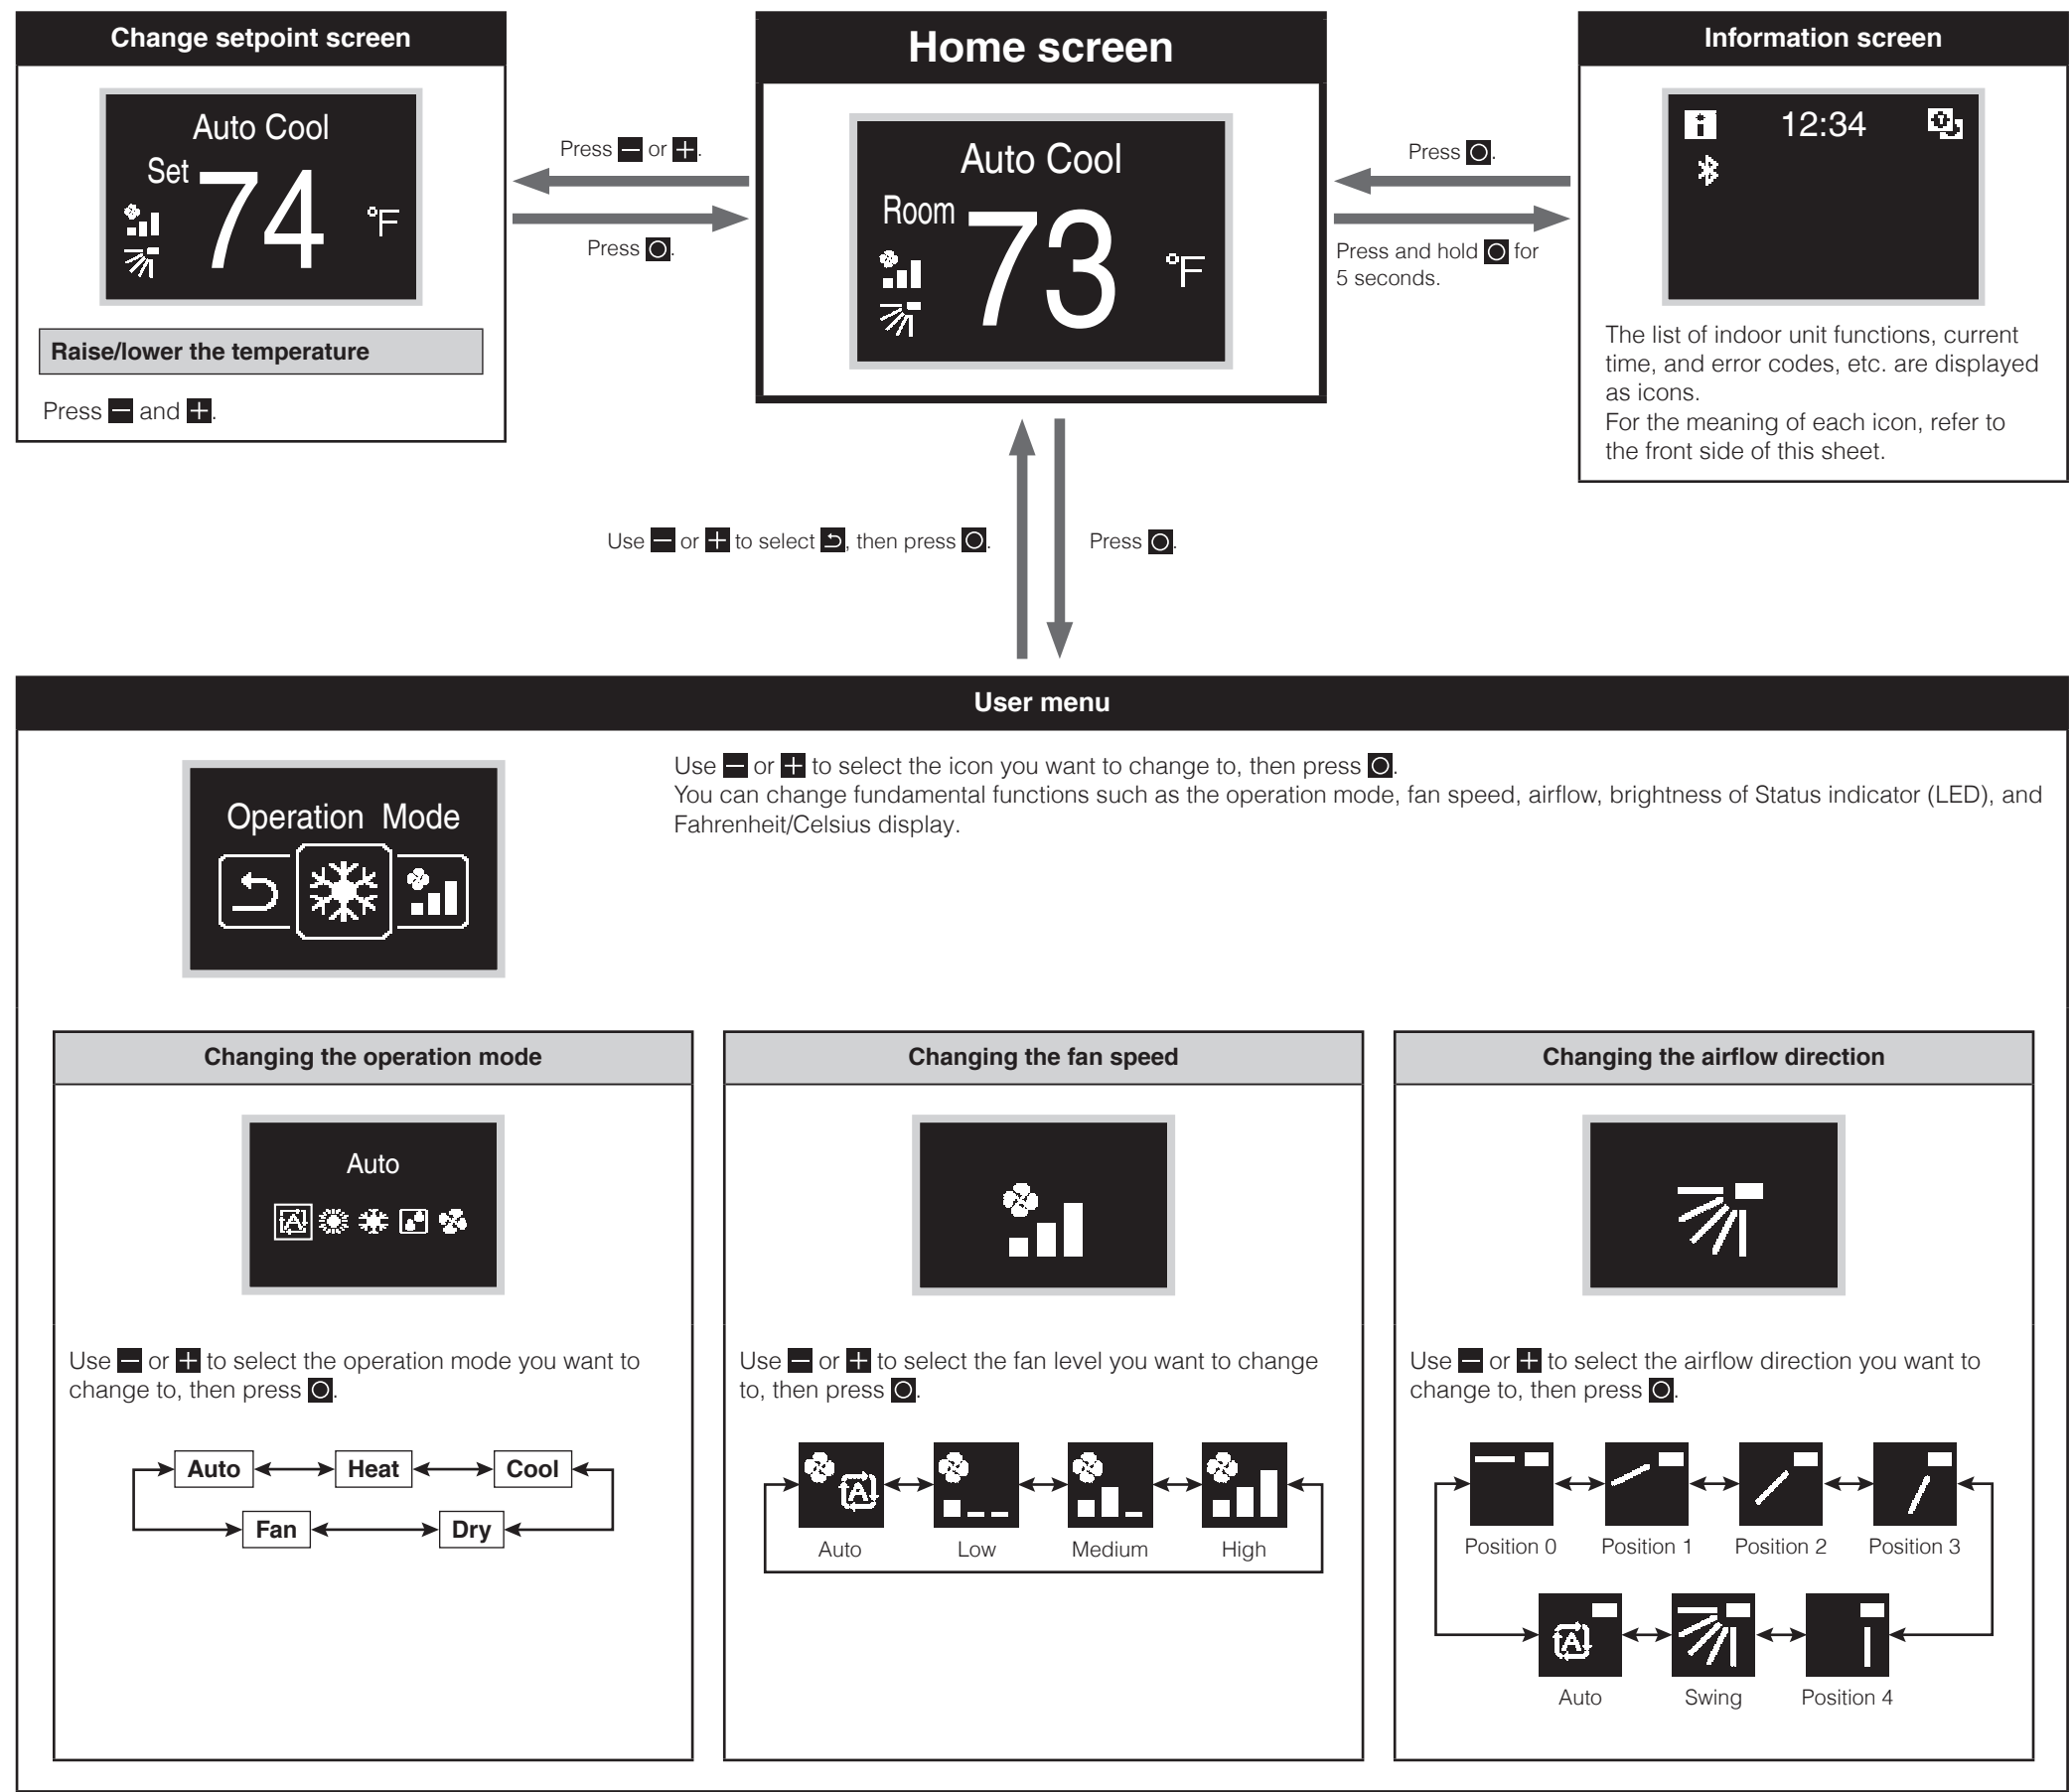 Change setpoint screen
Auto Cool
Set 74 °F
Raise/lower the temperature
Press − and +.
Press − or +.
Press ○.
Home screen
Auto Cool
Room 73 °F
Press ○.
Press and hold ○ for
5 seconds.
Information screen
i 12:34
The list of indoor unit functions, current
time, and error codes, etc. are displayed
as icons.
For the meaning of each icon, refer to
the front side of this sheet.
Use − or + to select ⮌, then press ○.
Press ○.
User menu
Operation Mode
Use − or + to select the icon you want to change to, then press ○.
You can change fundamental functions such as the operation mode, fan speed, airflow, brightness of Status indicator (LED), and
Fahrenheit/Celsius display.
Changing the operation mode
Auto
A
Use − or + to select the operation mode you want to
change to, then press ○.
Auto Heat Cool
Fan Dry
Changing the fan speed
Use − or + to select the fan level you want to change
to, then press ○.
A
Auto Low Medium High
Changing the airflow direction
Use − or + to select the airflow direction you want to
change to, then press ○.
Position 0 Position 1 Position 2 Position 3
A
Auto Swing Position 4